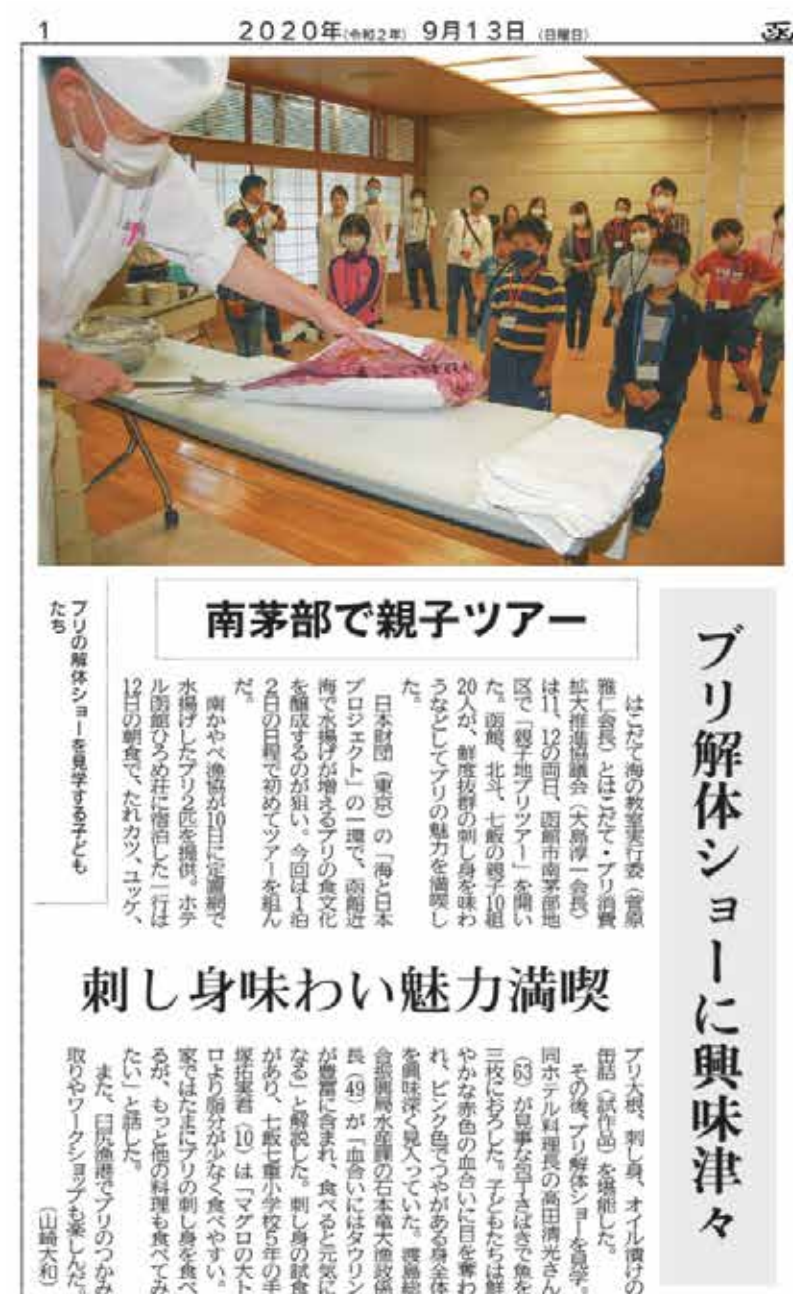 1
2020年(令和2年) 9月13日 (日曜日)
ブリ解体ショーに興味津々
南茅部で親子ツアー
刺し身味わい魅力満喫
ブリの解体ショーを見学する子ども
たち
はこだて海の教室実行委(菅原
雅仁会長)とはこだて・ブリ消費
拡大推進協議会(大島淳一会長)
は11、12の両日、函館市南茅部地
区で「親子地ブリツアー」を開い
た。函館、北斗、七飯の親子10組
20人が、鮮度抜群の刺し身を味わ
うなどしてブリの魅力を満喫し
た。
日本財団(東京)の「海と日本
プロジェクト」の一環で、函館近
海で水揚げが増えるブリの食文化
を醸成するのが狙い。今回は1泊
2日の日程で初めてツアーを組ん
だ。
南かやべ漁協が10日に定置網で
水揚げしたブリ2匹を提供。ホテ
ル函館ひろめ荘に宿泊した一行は
12日の朝食で、たれカツ、ユッケ、
ブリ大根、刺し身、オイル漬けの
缶詰(試作品)を堪能した。
その後、ブリ解体ショーを見学。
同ホテル料理長の高田清光さん
(63)が見事な包丁さばきで魚を
三枚におろした。子どもたちは鮮
やかな赤色の血合いに目を奪わ
れ、ピンク色でつやがある身全体
を興味深く見入っていた。渡島総
合振興局水産課の石本竜大漁政係
長(49)が「血合いにはタウリン
が豊富に含まれ、食べると元気に
なる」と解説した。刺し身の試食
があり、七飯七重小学校5年の手
塚拓実君(10)は「マグロの大ト
ロより脂分が少なく食べやすい。
家ではたまにブリの刺し身を食べ
るが、もっと他の料理も食べてみ
たい」と話した。
また、臼尻漁港でブリのつかみ
取りやワークショップも楽しんだ。
(山崎大和)